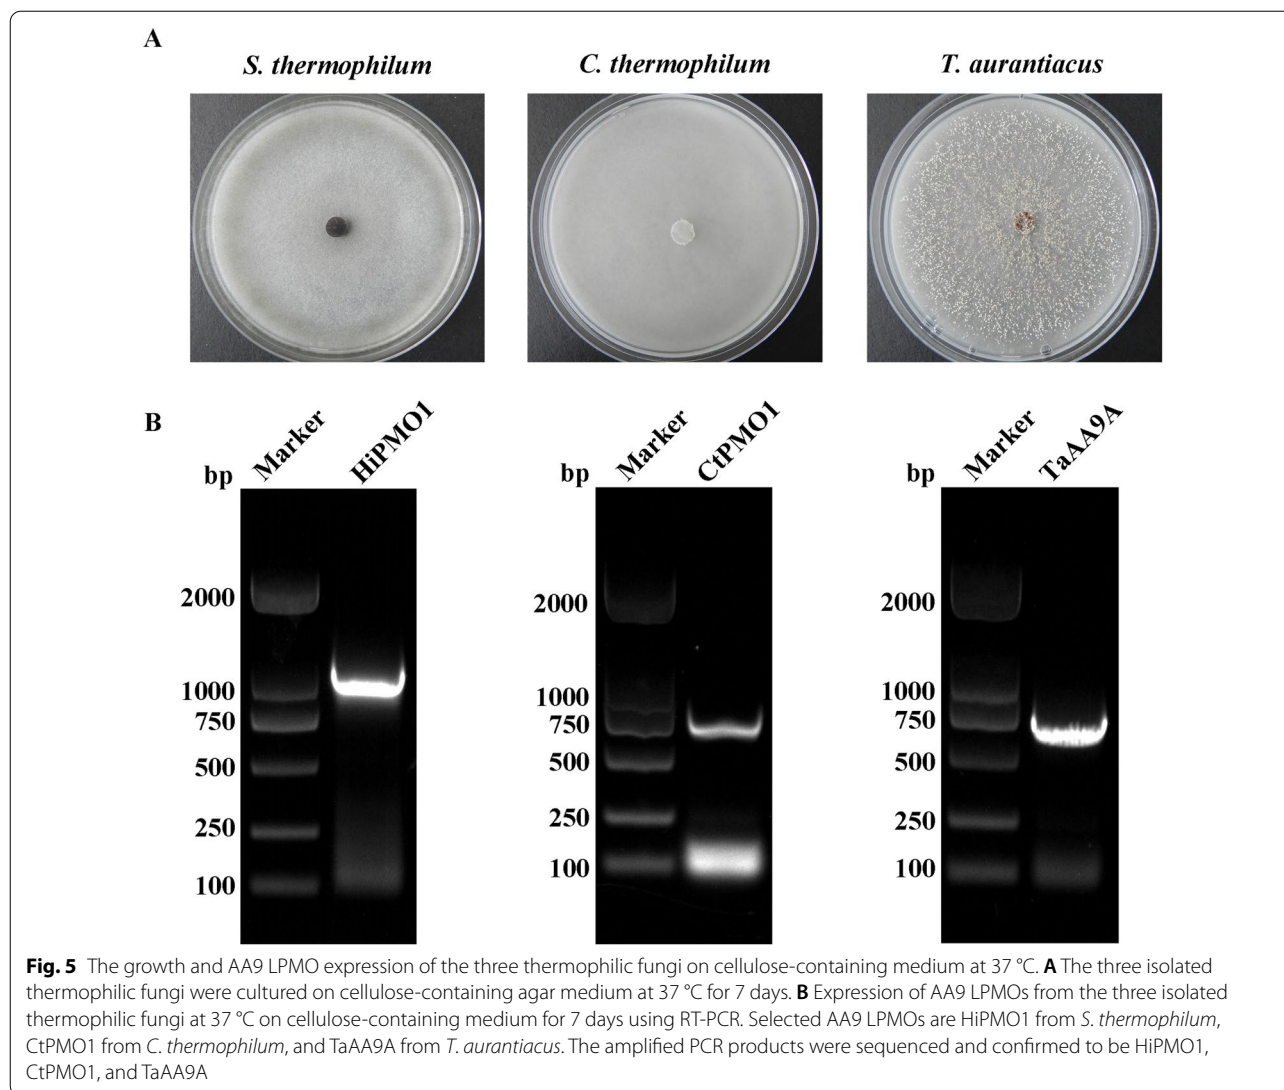 A
S. thermophilum
C. thermophilum
T. aurantiacus
B
bp
Marker
HiPMO1
2000
1000
750
500
250
100
bp
Marker
CtPMO1
2000
1000
750
500
250
100
bp
Marker
TaAA9A
2000
1000
750
500
250
100
Fig. 5 The growth and AA9 LPMO expression of the three thermophilic fungi on cellulose-containing medium at 37 °C. A The three isolated
thermophilic fungi were cultured on cellulose-containing agar medium at 37 °C for 7 days. B Expression of AA9 LPMOs from the three isolated
thermophilic fungi at 37 °C on cellulose-containing medium for 7 days using RT-PCR. Selected AA9 LPMOs are HiPMO1 from S. thermophilum,
CtPMO1 from C. thermophilum, and TaAA9A from T. aurantiacus. The amplified PCR products were sequenced and confirmed to be HiPMO1,
CtPMO1, and TaAA9A